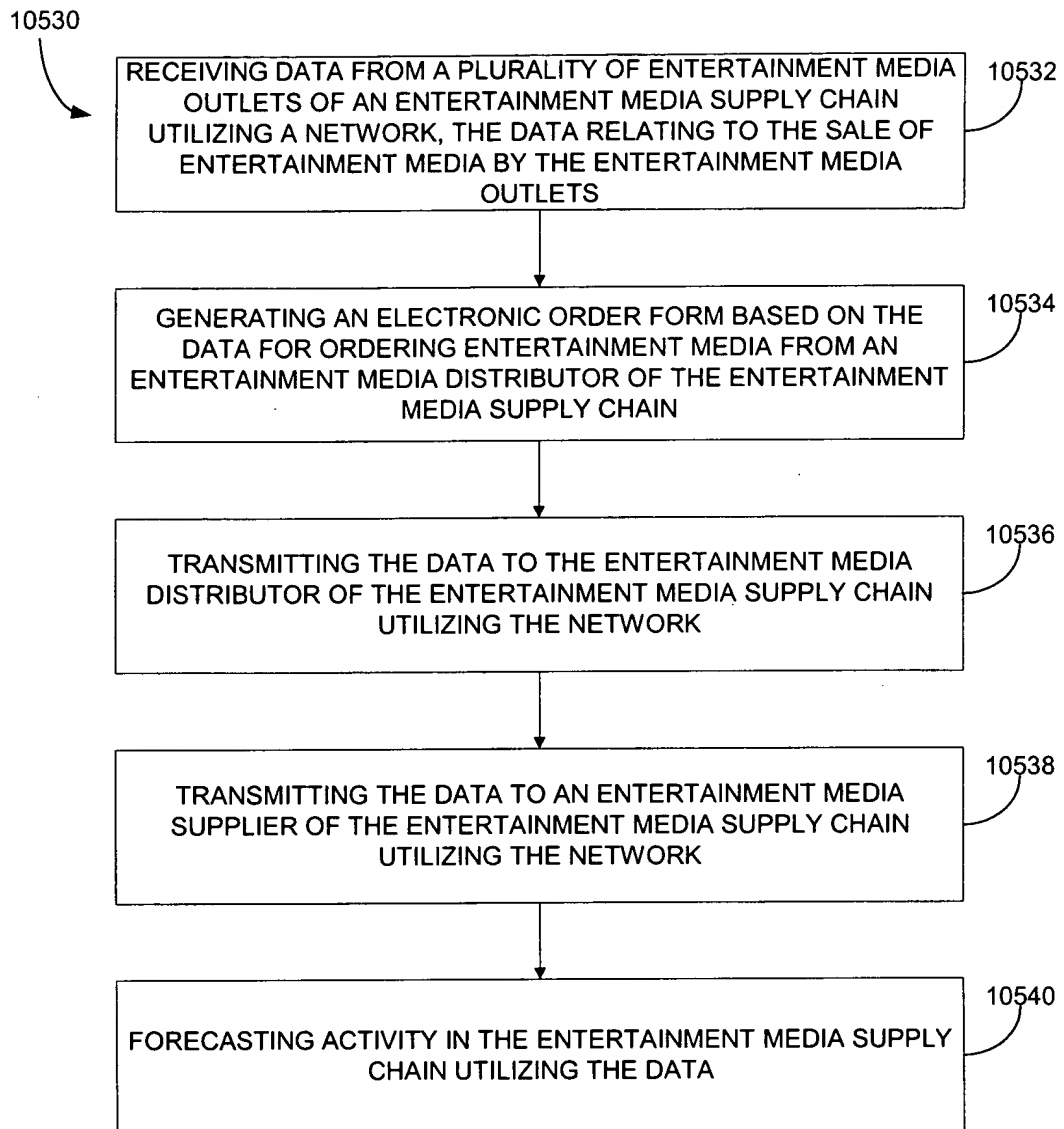 10530
RECEIVING DATA FROM A PLURALITY OF ENTERTAINMENT MEDIA
OUTLETS OF AN ENTERTAINMENT MEDIA SUPPLY CHAIN
UTILIZING A NETWORK, THE DATA RELATING TO THE SALE OF
ENTERTAINMENT MEDIA BY THE ENTERTAINMENT MEDIA
OUTLETS
10532
GENERATING AN ELECTRONIC ORDER FORM BASED ON THE
DATA FOR ORDERING ENTERTAINMENT MEDIA FROM AN
ENTERTAINMENT MEDIA DISTRIBUTOR OF THE ENTERTAINMENT
MEDIA SUPPLY CHAIN
10534
TRANSMITTING THE DATA TO THE ENTERTAINMENT MEDIA
DISTRIBUTOR OF THE ENTERTAINMENT MEDIA SUPPLY CHAIN
UTILIZING THE NETWORK
10536
TRANSMITTING THE DATA TO AN ENTERTAINMENT MEDIA
SUPPLIER OF THE ENTERTAINMENT MEDIA SUPPLY CHAIN
UTILIZING THE NETWORK
10538
FORECASTING ACTIVITY IN THE ENTERTAINMENT MEDIA SUPPLY
CHAIN UTILIZING THE DATA
10540